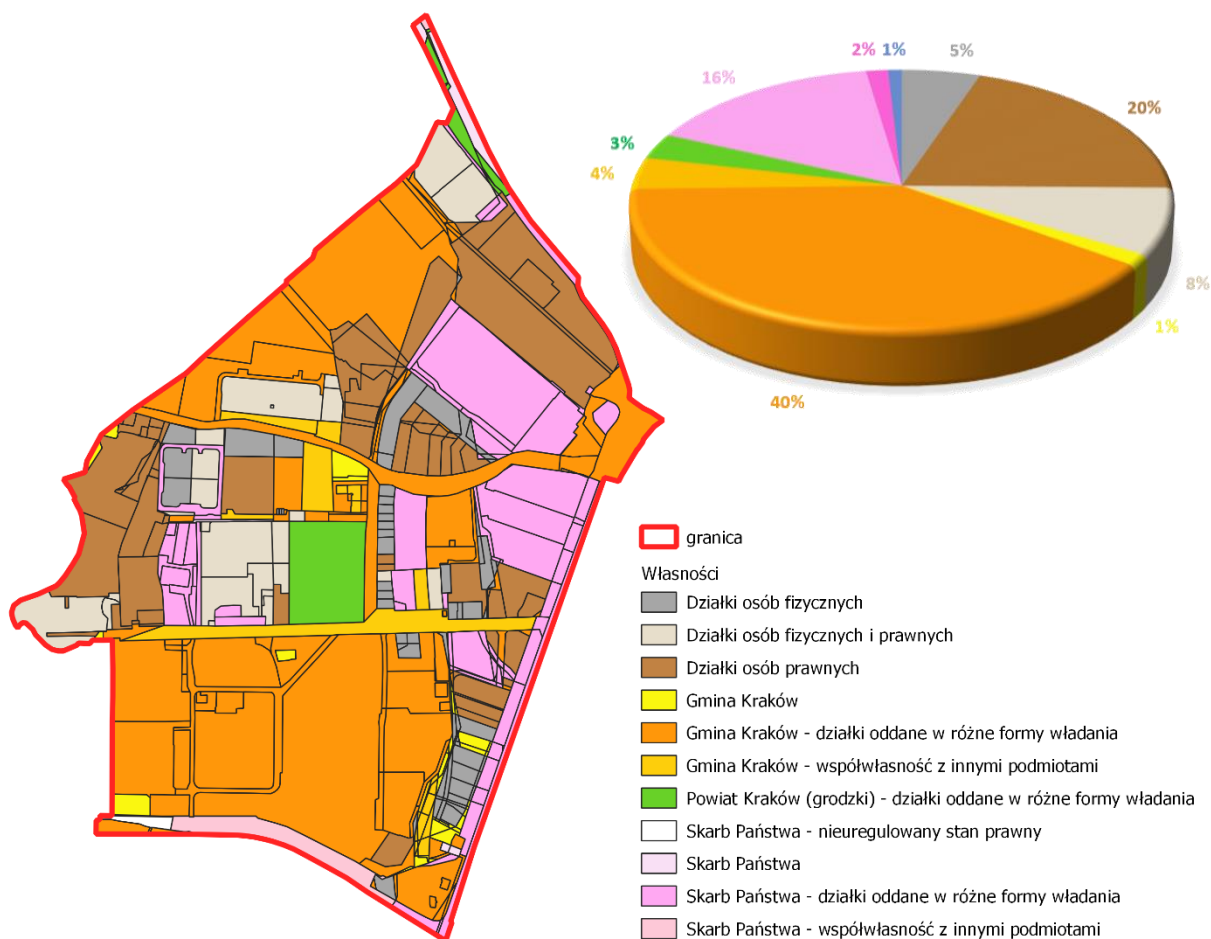 2%
1%
5%
16%
20%
3%
4%
8%
1%
40%
granica
Własności
Działki osób fizycznych
Działki osób fizycznych i prawnych
Działki osób prawnych
Gmina Kraków
Gmina Kraków - działki oddane w różne formy władania
Gmina Kraków - współwłasność z innymi podmiotami
Powiat Kraków (grodzki) - działki oddane w różne formy władania
Skarb Państwa - nieuregulowany stan prawny
Skarb Państwa
Skarb Państwa - działki oddane w różne formy władania
Skarb Państwa - współwłasność z innymi podmiotami